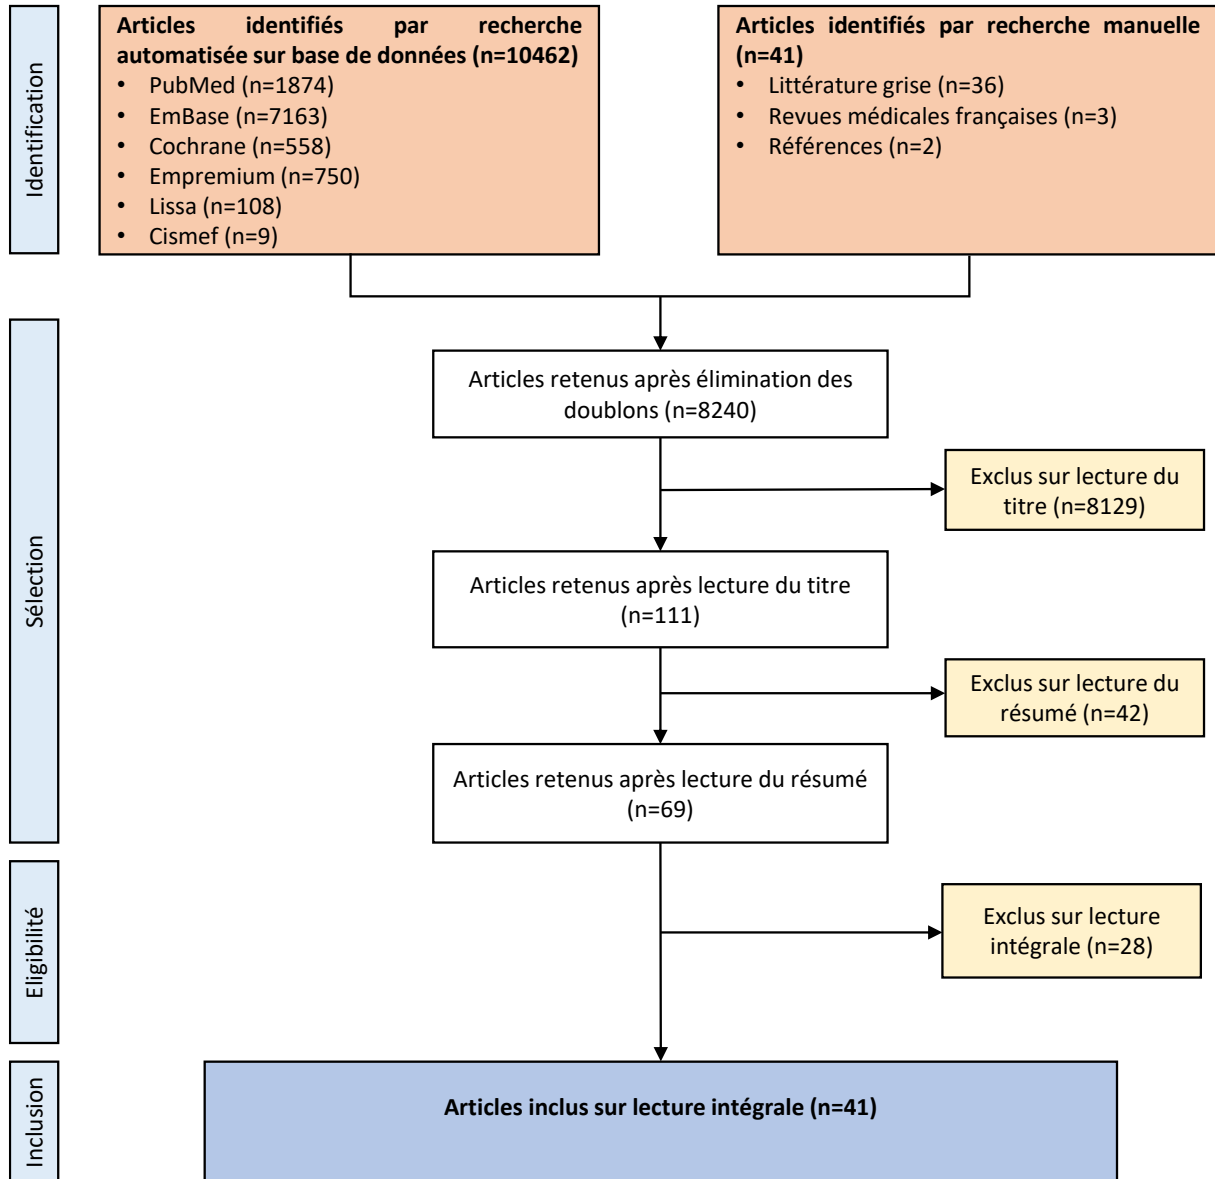 Identification
Articles identifiés par recherche
automatisée sur base de données (n=10462)
• PubMed (n=1874)
• EmBase (n=7163)
• Cochrane (n=558)
• Empremium (n=750)
• Lissa (n=108)
• Cismef (n=9)
Articles identifiés par recherche manuelle
(n=41)
• Littérature grise (n=36)
• Revues médicales françaises (n=3)
• Références (n=2)
Sélection
Articles retenus après élimination des
doublons (n=8240)
Exclus sur lecture du
titre (n=8129)
Articles retenus après lecture du titre
(n=111)
Exclus sur lecture du
résumé (n=42)
Articles retenus après lecture du résumé
(n=69)
Eligibilité
Exclus sur lecture
intégrale (n=28)
Inclusion
Articles inclus sur lecture intégrale (n=41)